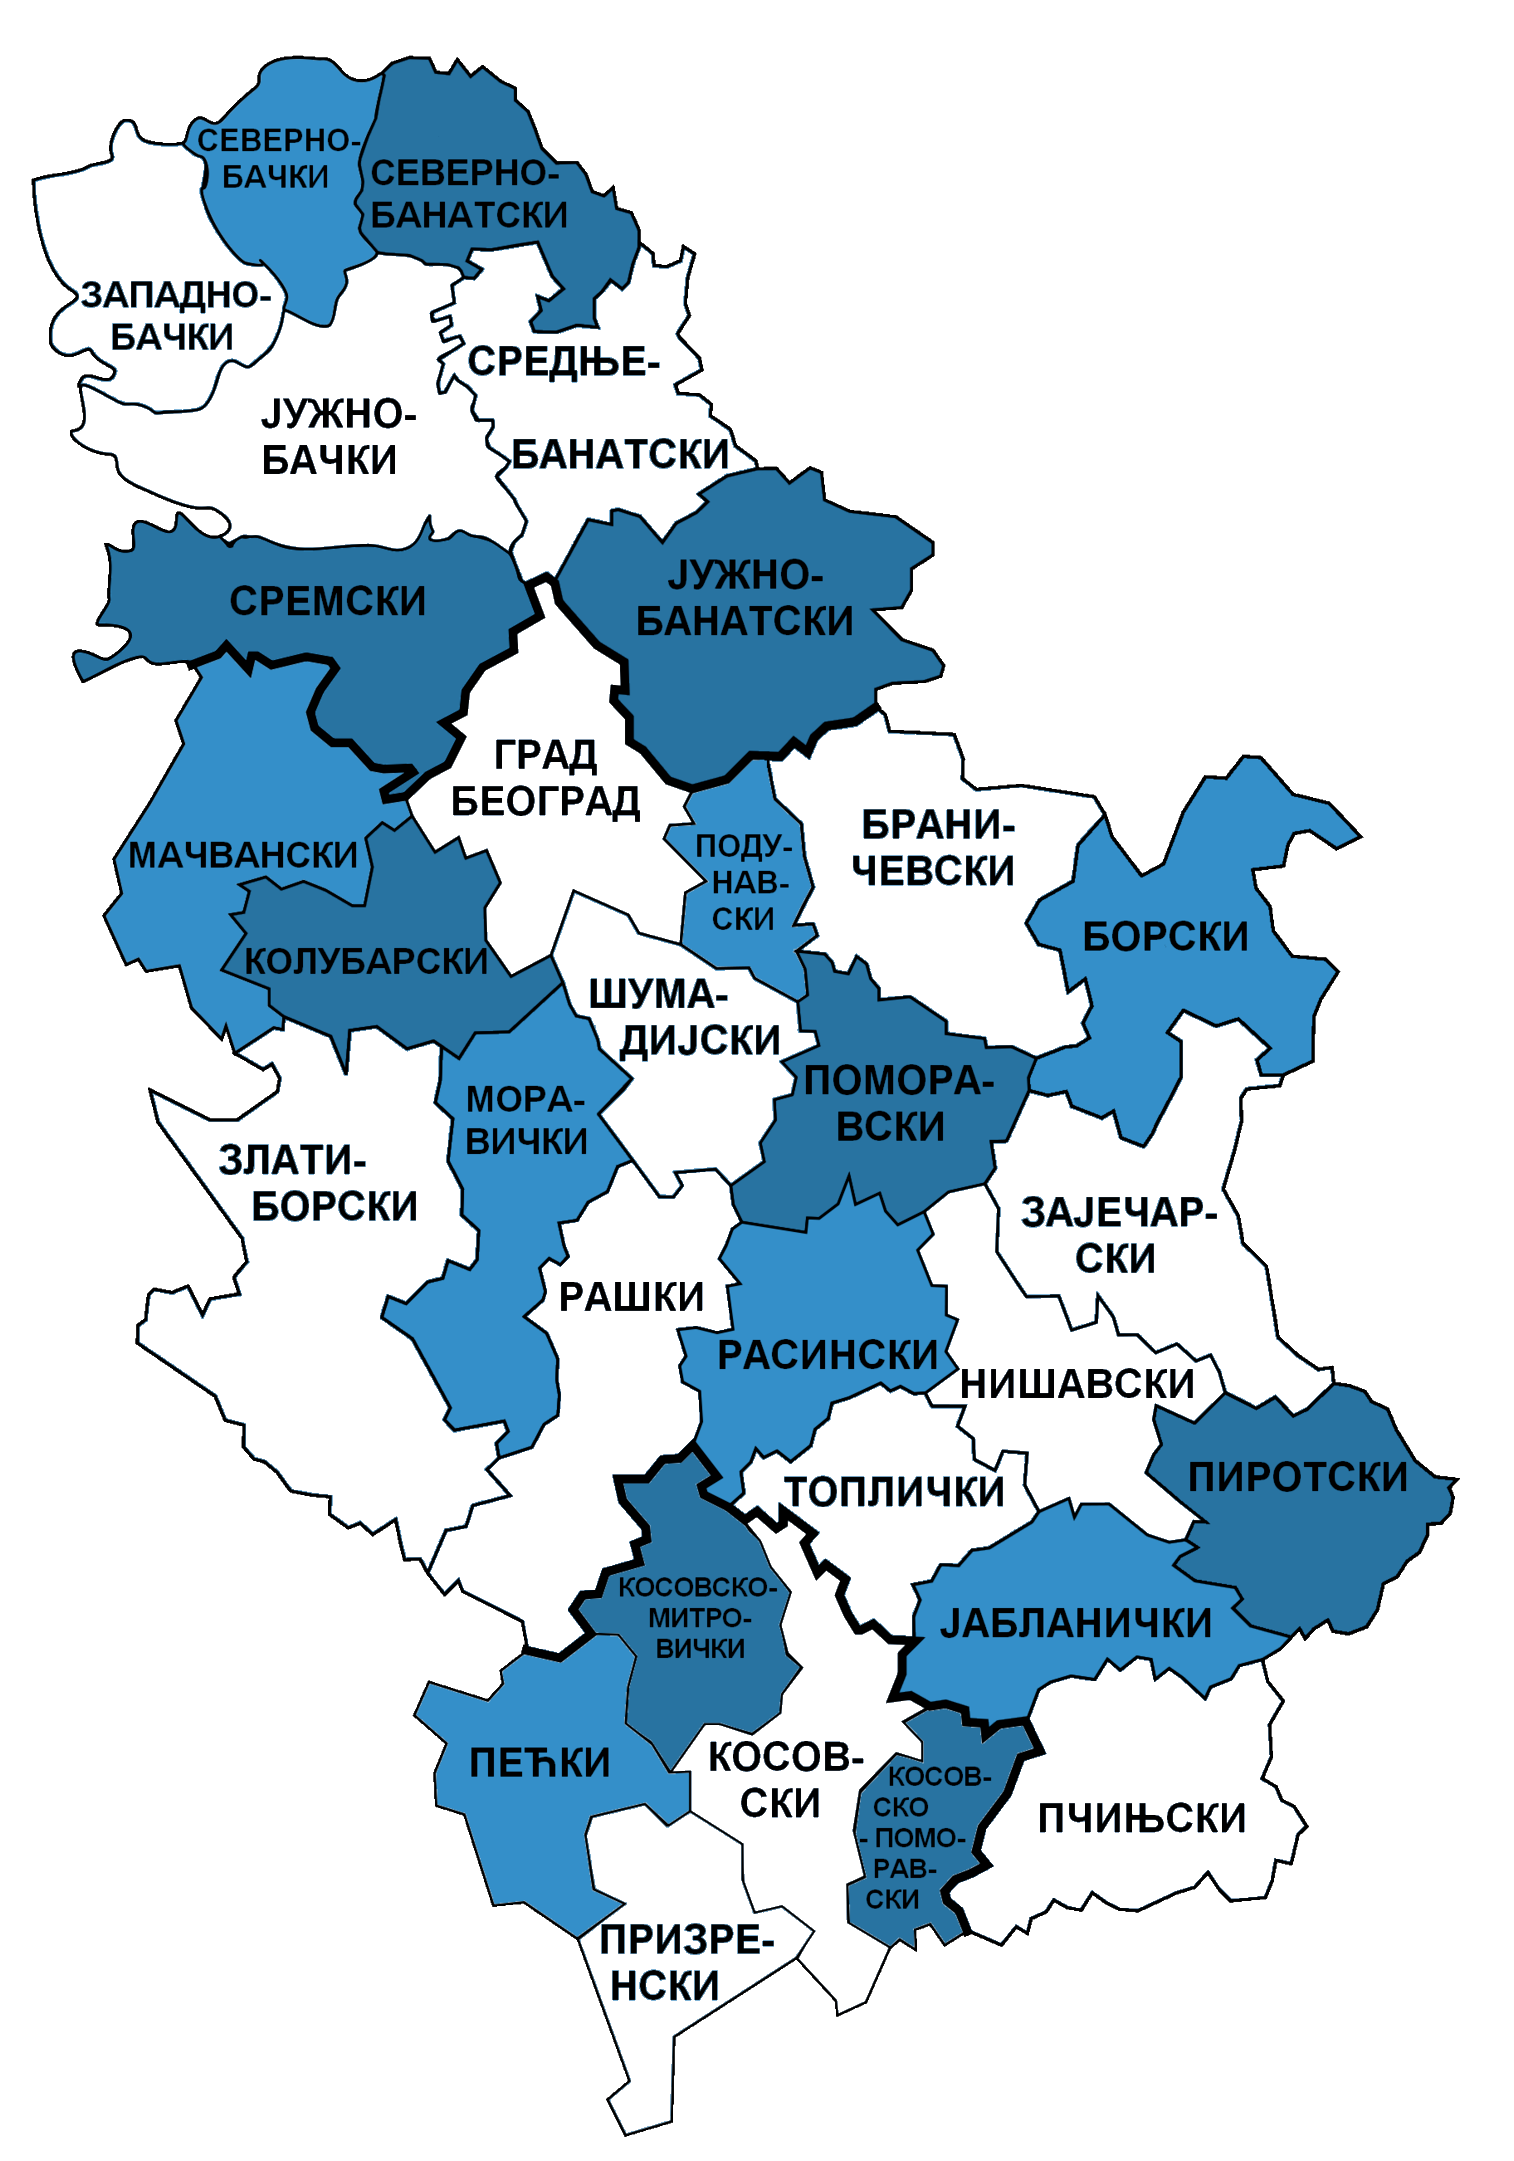 СЕВЕРНО-
БАЧКИ
СЕВЕРНО-
БАНАТСКИ
ЗАПАДНО-
БАЧКИ
СРЕДЊЕ-
БАНАТСКИ
ЈУЖНО-
БАЧКИ
СРЕМСКИ
ЈУЖНО-
БАНАТСКИ
ГРАД
БЕОГРАД
МАЧВАНСКИ
ПОДУ-
НАВ-
СКИ
БРАНИ-
ЧЕВСКИ
БОРСКИ
КОЛУБАРСКИ
ШУМА-
ДИЈСКИ
МОРА-
ВИЧКИ
ПОМОРА-
ВСКИ
ЗЛАТИ-
БОРСКИ
ЗАЈЕЧАР-
СКИ
РАШКИ
РАСИНСКИ
НИШАВСКИ
ПИРОТСКИ
ТОПЛИЧКИ
КОСОВСКО-
МИТРО-
ВИЧКИ
ЈАБЛАНИЧКИ
ПЕЋКИ
КОСОВ-
СКИ
КОСОВ-
СКО
- ПОМО-
РАВ-
СКИ
ПЧИЊСКИ
ПРИЗРЕ-
НСКИ